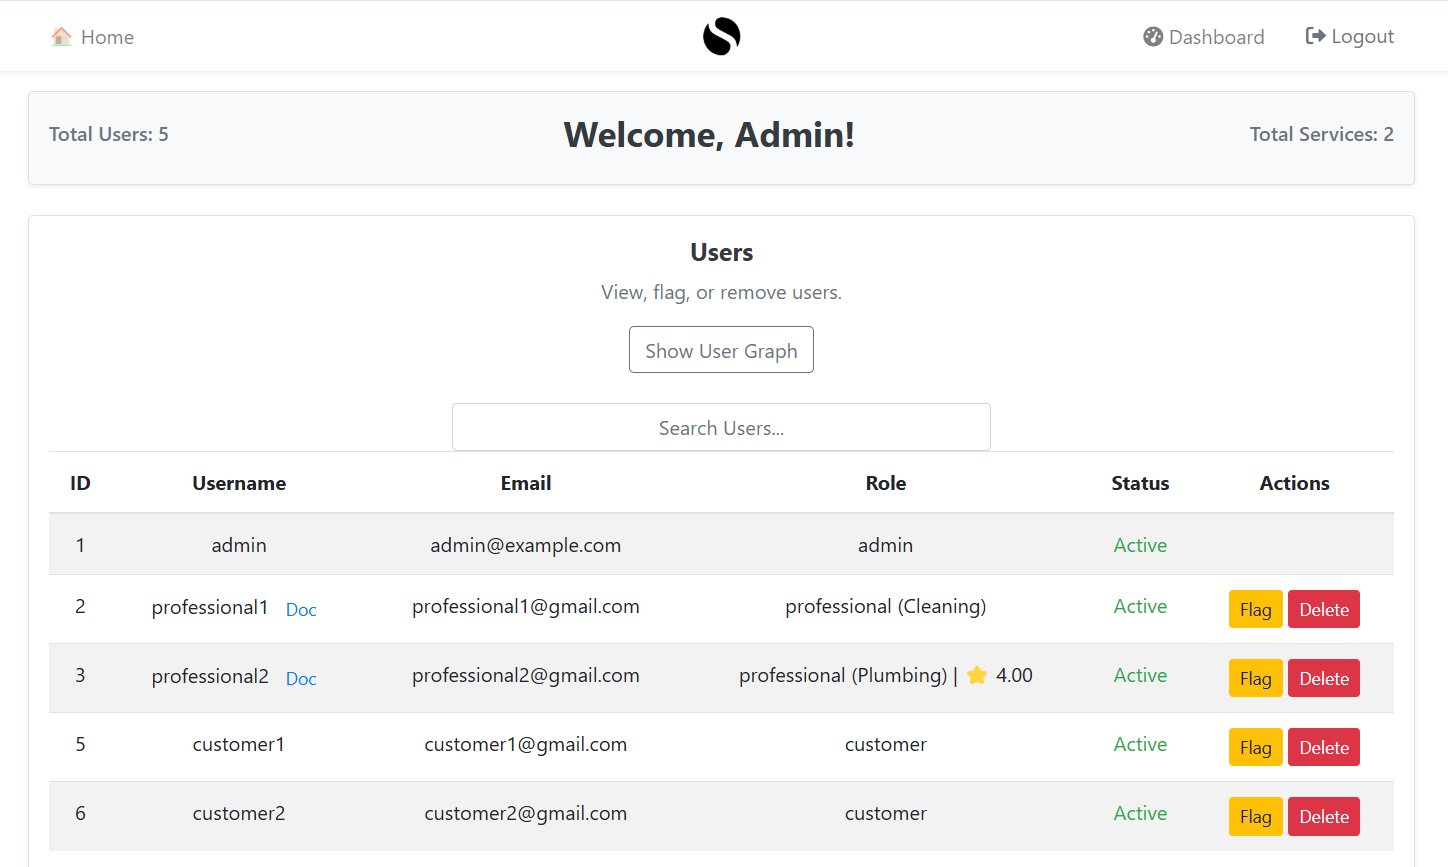 Home
Dashboard
Logout
Total Users: 5
Welcome, Admin!
Total Services: 2
Users
View, flag, or remove users.
Show User Graph
Search Users...
ID Username Email Role Status Actions
1 admin admin@example.com admin Active
2 professional1 Doc professional1@gmail.com professional (Cleaning) Active Flag Delete
3 professional2 Doc professional2@gmail.com professional (Plumbing) | ⭐ 4.00 Active Flag Delete
5 customer1 customer1@gmail.com customer Active Flag Delete
6 customer2 customer2@gmail.com customer Active Flag Delete